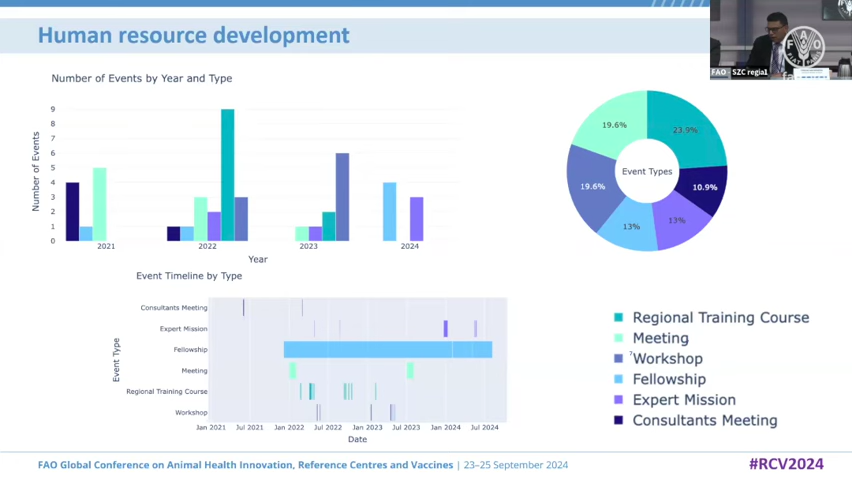 Human resource development
FAO - SZC regia1
FAO
FIAT PANIS
Number of Events by Year and Type
9
8
7
6
5
4
3
2
1
0
Number of Events
2021
2022
2023
2024
Year
19.6%
23.9%
Event Types
19.6%
10.9%
13%
13%
Event Timeline by Type
Event Type
Consultants Meeting
Expert Mission
Fellowship
Meeting
Regional Training Course
Workshop
Jan 2021
Jul 2021
Jan 2022
Jul 2022
Jan 2023
Jul 2023
Jan 2024
Jul 2024
Date
Regional Training Course
Meeting
Workshop
Fellowship
Expert Mission
Consultants Meeting
FAO Global Conference on Animal Health Innovation, Reference Centres and Vaccines | 23–25 September 2024
#RCV2024